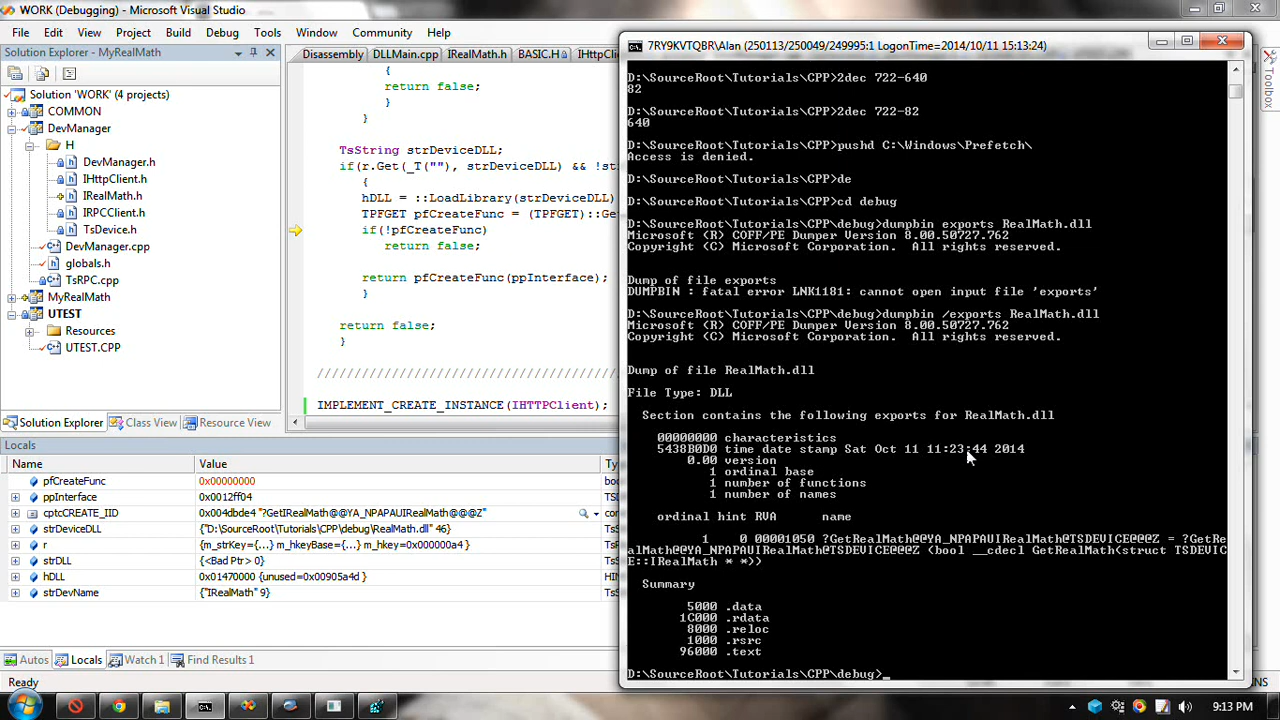 WORK (Debugging) - Microsoft Visual Studio
File Edit View Project Build Debug Tools Window Community Help
Solution Explorer - MyRealMath
Solution 'WORK' (4 projects)
COMMON
DevManager
H
DevManager.h
IHttpClient.h
IRealMath.h
IRPCClient.h
TsDevice.h
DevManager.cpp
globals.h
TsRPC.cpp
MyRealMath
UTEST
Resources
UTEST.CPP
Solution Explorer Class View Resource View
Disassembly DLLMain.cpp IRealMath.h BASIC.H IHttpCl
{
return false;
}
}
TsString strDeviceDLL;
if(r.Get(_T(""), strDeviceDLL) && !st
{
hDLL = ::LoadLibrary(strDeviceDLL)
TPFGET pfCreateFunc = (TPFGET)::Ge
if(!pfCreateFunc)
return false;
return pfCreateFunc(ppInterface);
}
return false;
}
IMPLEMENT_CREATE_INSTANCE(IHTTPClient);
Locals
Name Value Ty
pfCreateFunc 0x00000000 boo
ppInterface 0x0012ff04 TSD
cptcCREATE_IID 0x004dbde4 "?GetIRealMath@@YA_NPAPAUIRealMath@@@Z" con
strDeviceDLL {"D:\SourceRoot\Tutorials\CPP\debug\RealMath.dll" 46} TsS
r {m_strKey={...} m_hkeyBase={...} m_hkey=0x000000a4 } TsR
strDLL {<Bad Ptr> 0} TsS
hDLL 0x01470000 {unused=0x00905a4d } HIN
strDevName {"IRealMath" 9} TsS
Autos Locals Watch 1 Find Results 1
Ready
7RY9KVTQBR\Alan (250113/250049/249995:1 LogonTime=2014/10/11 15:13:24)
D:\SourceRoot\Tutorials\CPP>2dec 722-640
82
D:\SourceRoot\Tutorials\CPP>2dec 722-82
640
D:\SourceRoot\Tutorials\CPP>pushd C:\Windows\Prefetch\
Access is denied.
D:\SourceRoot\Tutorials\CPP>de
D:\SourceRoot\Tutorials\CPP>cd debug
D:\SourceRoot\Tutorials\CPP\debug>dumpbin exports RealMath.dll
Microsoft (R) COFF/PE Dumper Version 8.00.50727.762
Copyright (C) Microsoft Corporation. All rights reserved.
Dump of file exports
DUMPBIN : fatal error LNK1181: cannot open input file 'exports'
D:\SourceRoot\Tutorials\CPP\debug>dumpbin /exports RealMath.dll
Microsoft (R) COFF/PE Dumper Version 8.00.50727.762
Copyright (C) Microsoft Corporation. All rights reserved.
Dump of file RealMath.dll
File Type: DLL
Section contains the following exports for RealMath.dll
00000000 characteristics
5438B0D0 time date stamp Sat Oct 11 11:23:44 2014
0.00 version
1 ordinal base
1 number of functions
1 number of names
ordinal hint RVA name
1 0 00001050 ?GetRealMath@@YA_NPAPAUIRealMath@TSDEVICE@@@Z = ?GetRe
alMath@@YA_NPAPAUIRealMath@TSDEVICE@@@Z (bool __cdecl GetRealMath(struct TSDEVIC
E::IRealMath * *))
Summary
5000 .data
1C000 .rdata
8000 .reloc
1000 .rsrc
96000 .text
D:\SourceRoot\Tutorials\CPP\debug>_
Toolbox
NS
9:13 PM